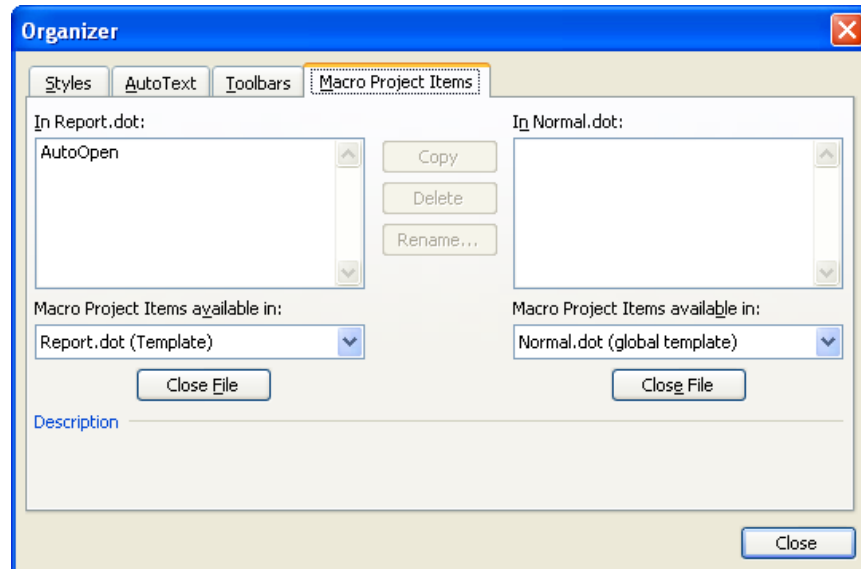 Organizer
Styles AutoText Toolbars Macro Project Items
In Report.dot: In Normal.dot:
AutoOpen
Copy
Delete
Rename...
Macro Project Items available in: Macro Project Items available in:
Report.dot (Template) Normal.dot (global template)
Close File Close File
Description
Close